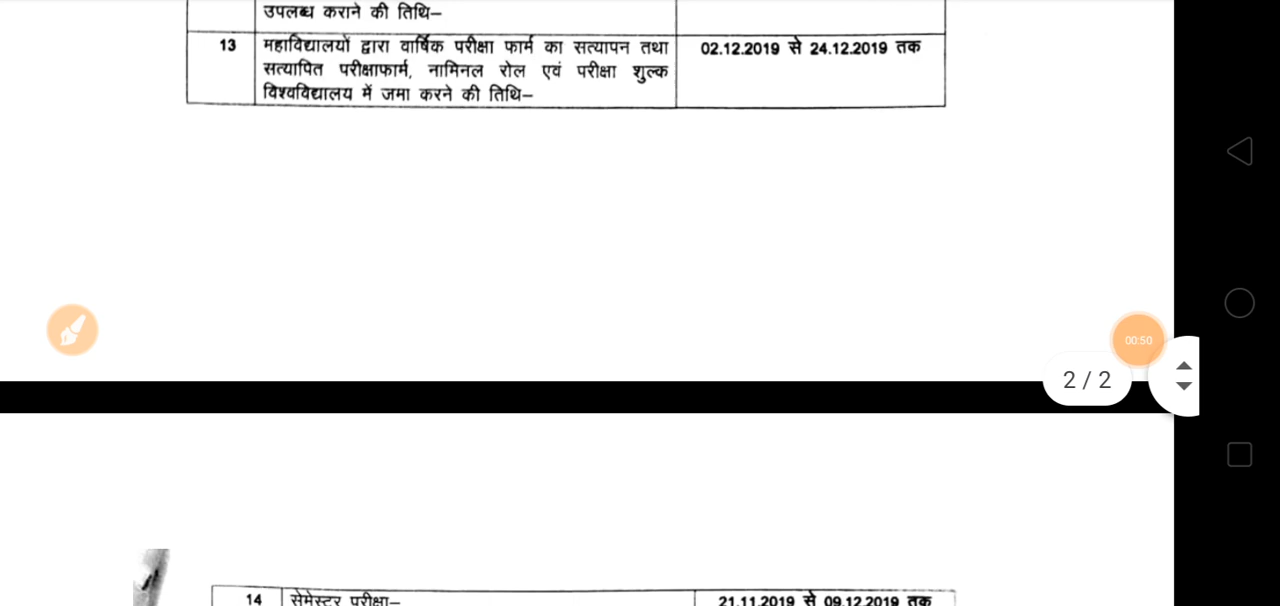 उपलब्ध कराने की तिथि–
13 महाविद्यालयों द्वारा वार्षिक परीक्षा फार्म का सत्यापन तथा 02.12.2019 से 24.12.2019 तक
सत्यापित परीक्षाफार्म, नामिनल रोल एवं परीक्षा शुल्क
विश्वविद्यालय में जमा करने की तिथि–
00:50
2 / 2
14 सेमेस्टर परीक्षा– 21.11.2019 से 09.12.2019 तक